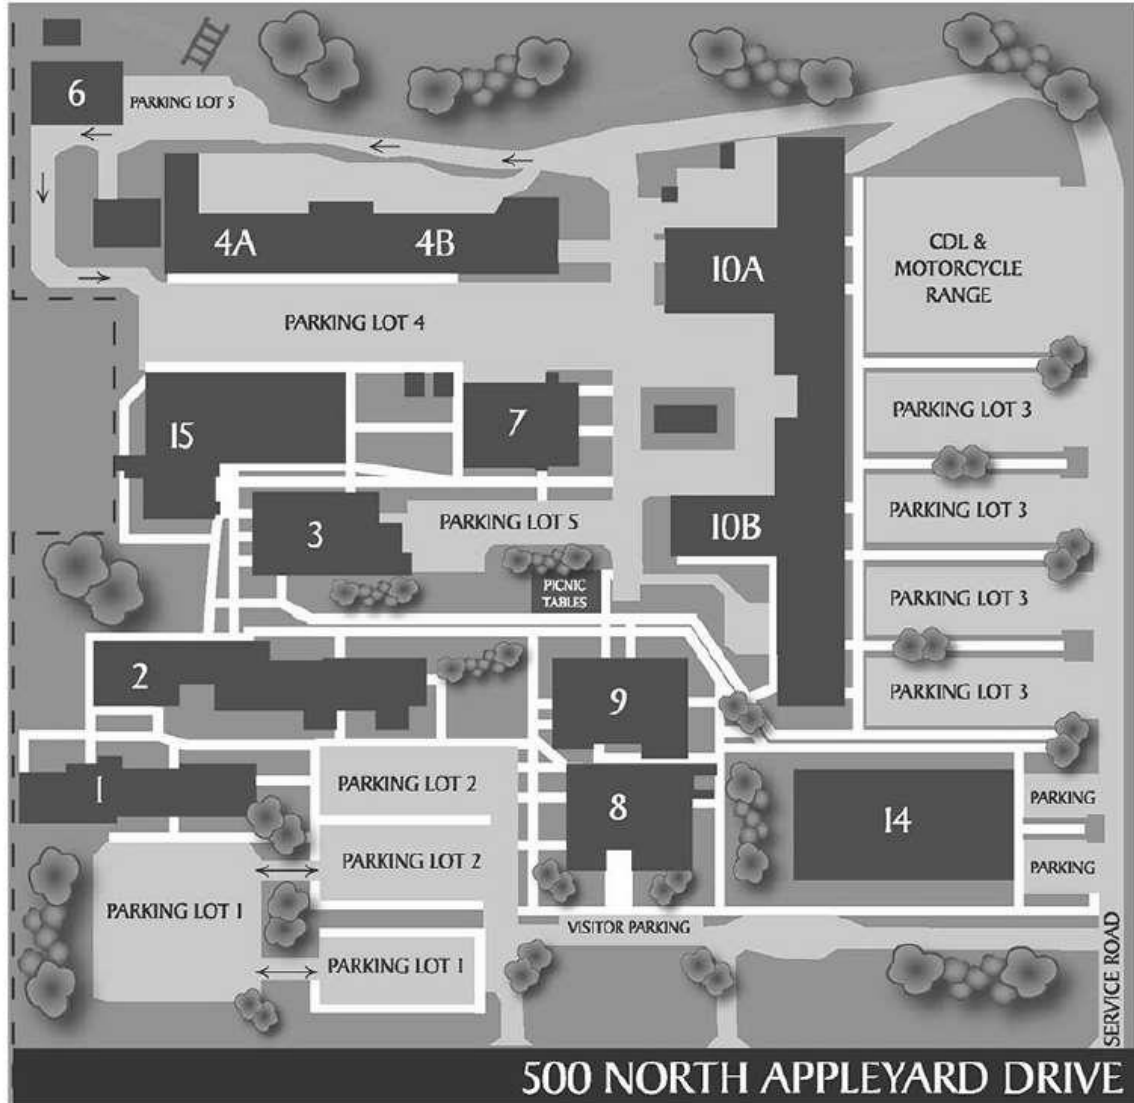 6
PARKING LOT 5
4A
4B
10A
CDL &
MOTORCYCLE
RANGE
PARKING LOT 4
15
7
PARKING LOT 3
3
PARKING LOT 5
10B
PARKING LOT 3
PICNIC
TABLES
PARKING LOT 3
2
9
PARKING LOT 3
1
PARKING LOT 2
8
14
PARKING
PARKING LOT 2
PARKING
PARKING LOT 1
VISITOR PARKING
PARKING LOT 1
SERVICE ROAD
500 NORTH APPLEYARD DRIVE